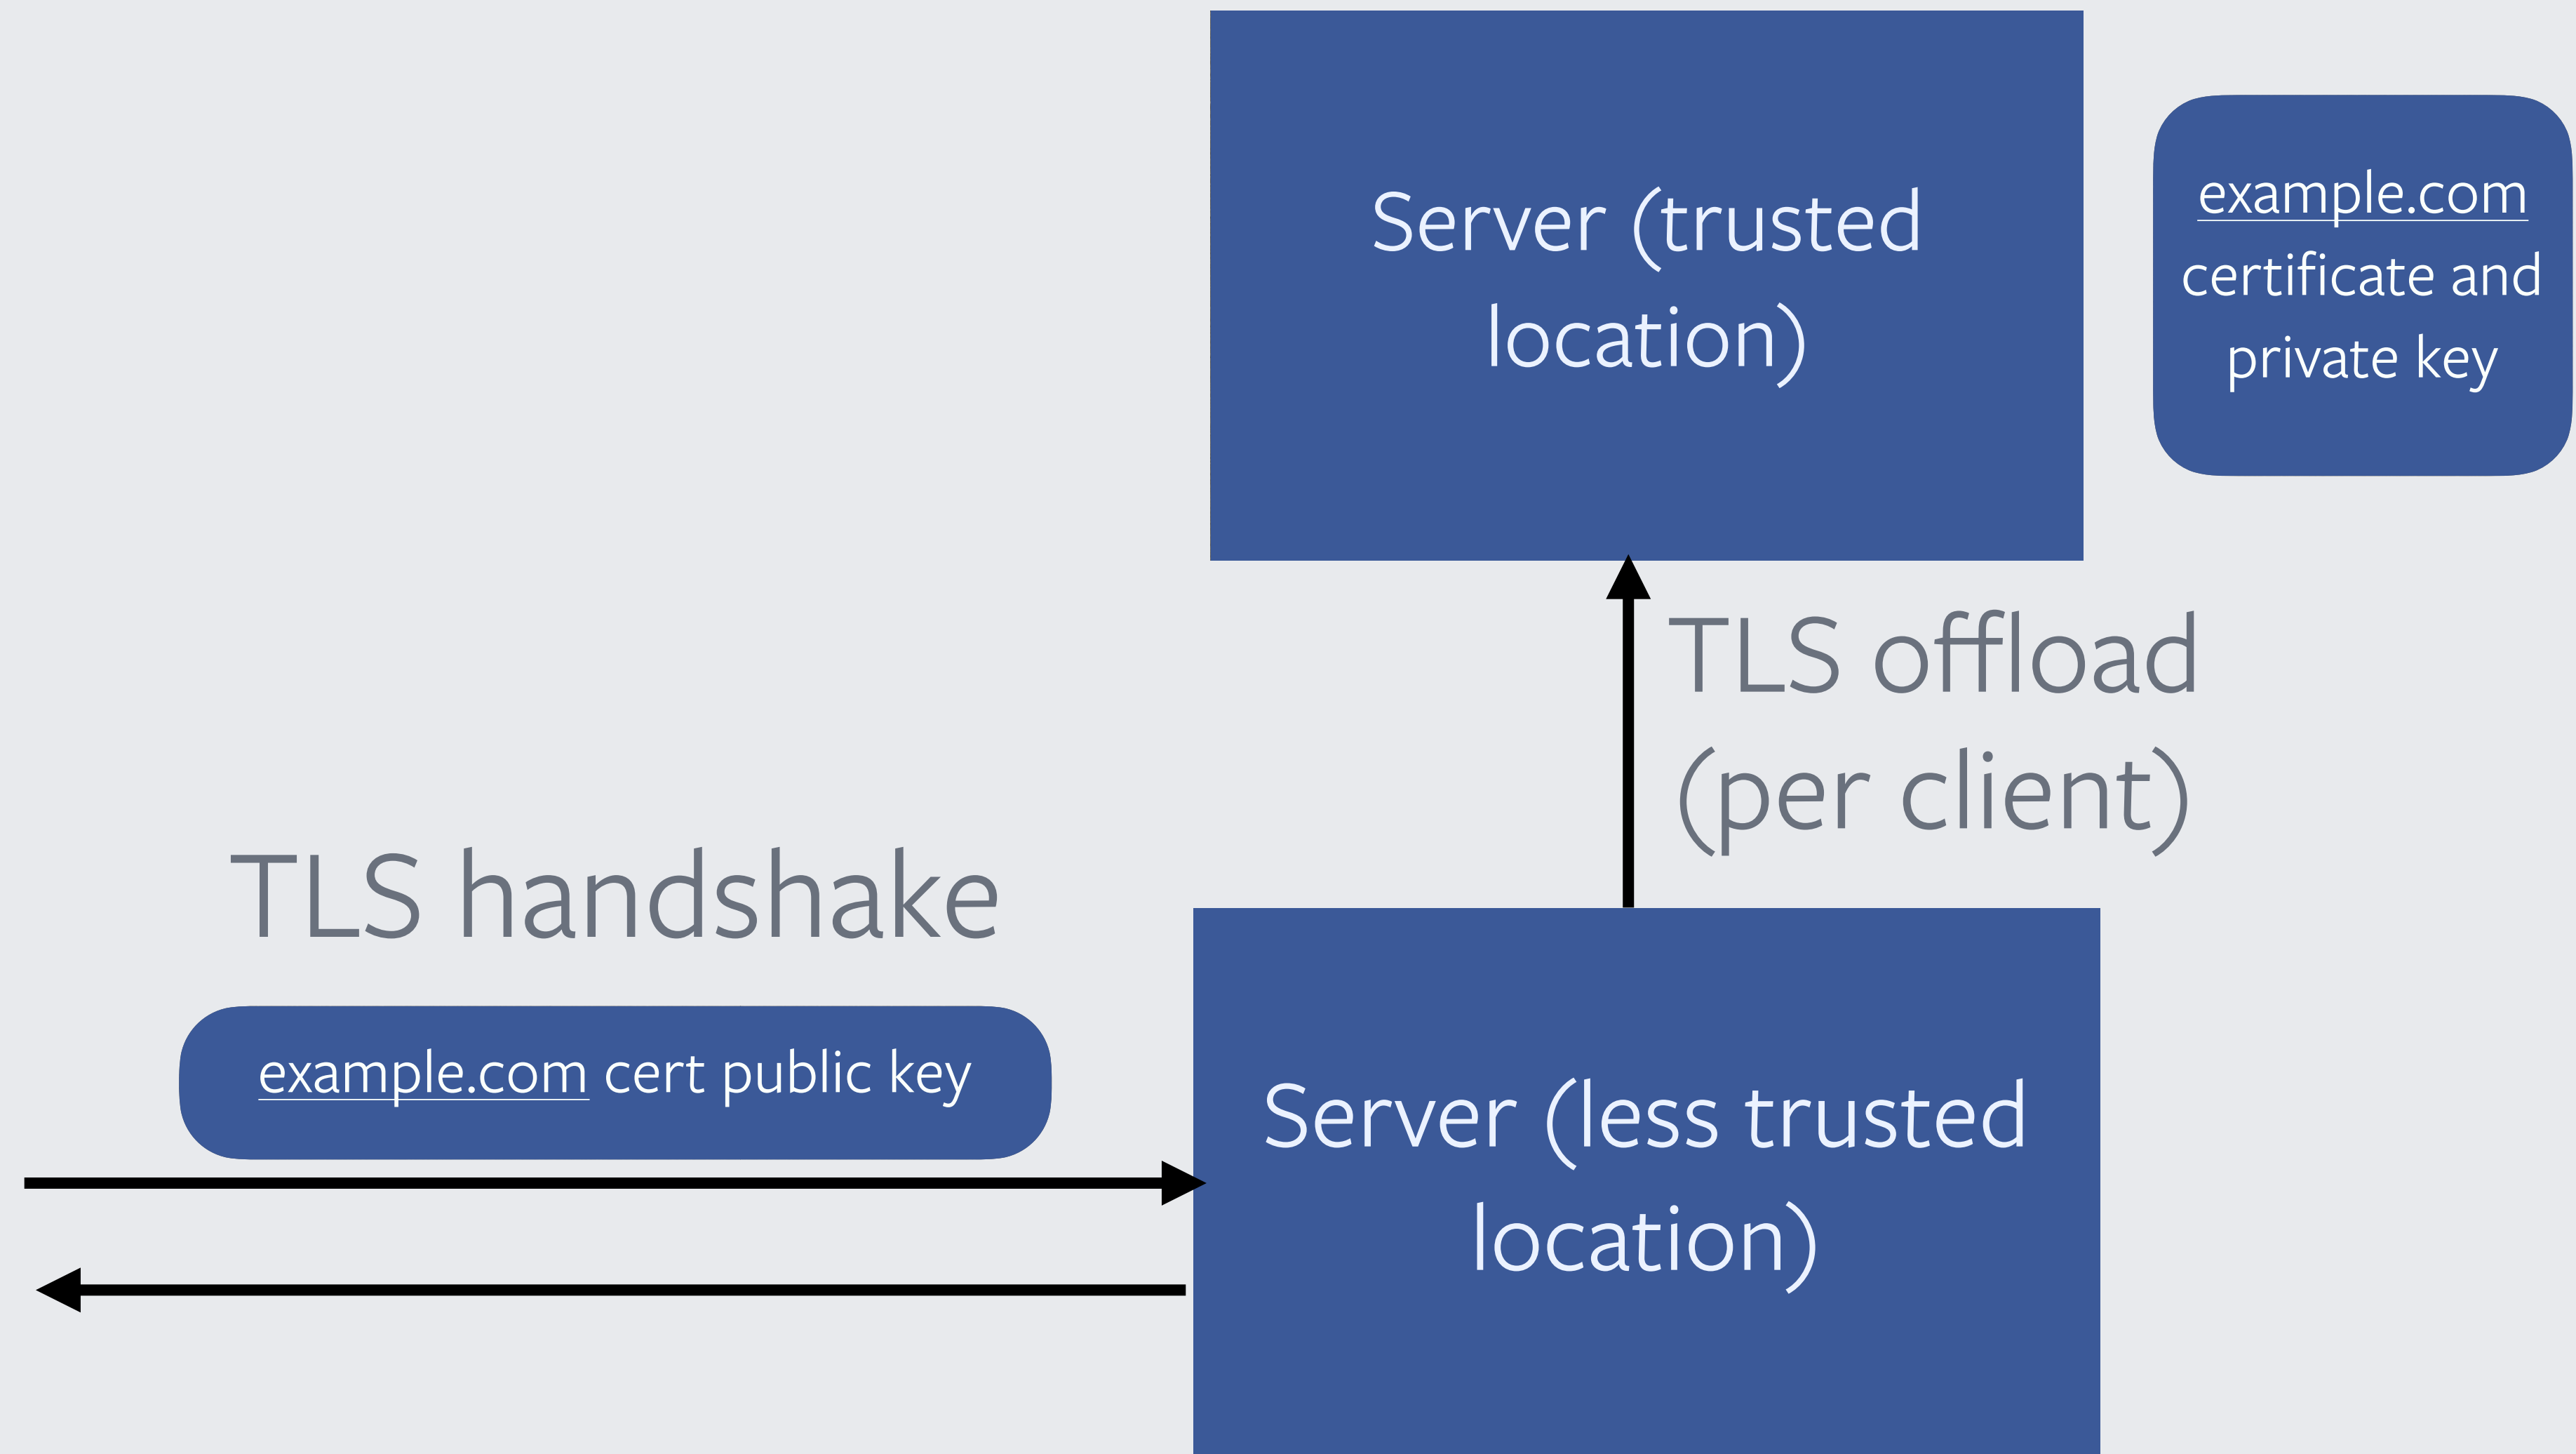 Server (trusted
location)
example.com
certificate and
private key
TLS offload
(per client)
TLS handshake
example.com cert public key
Server (less trusted
location)